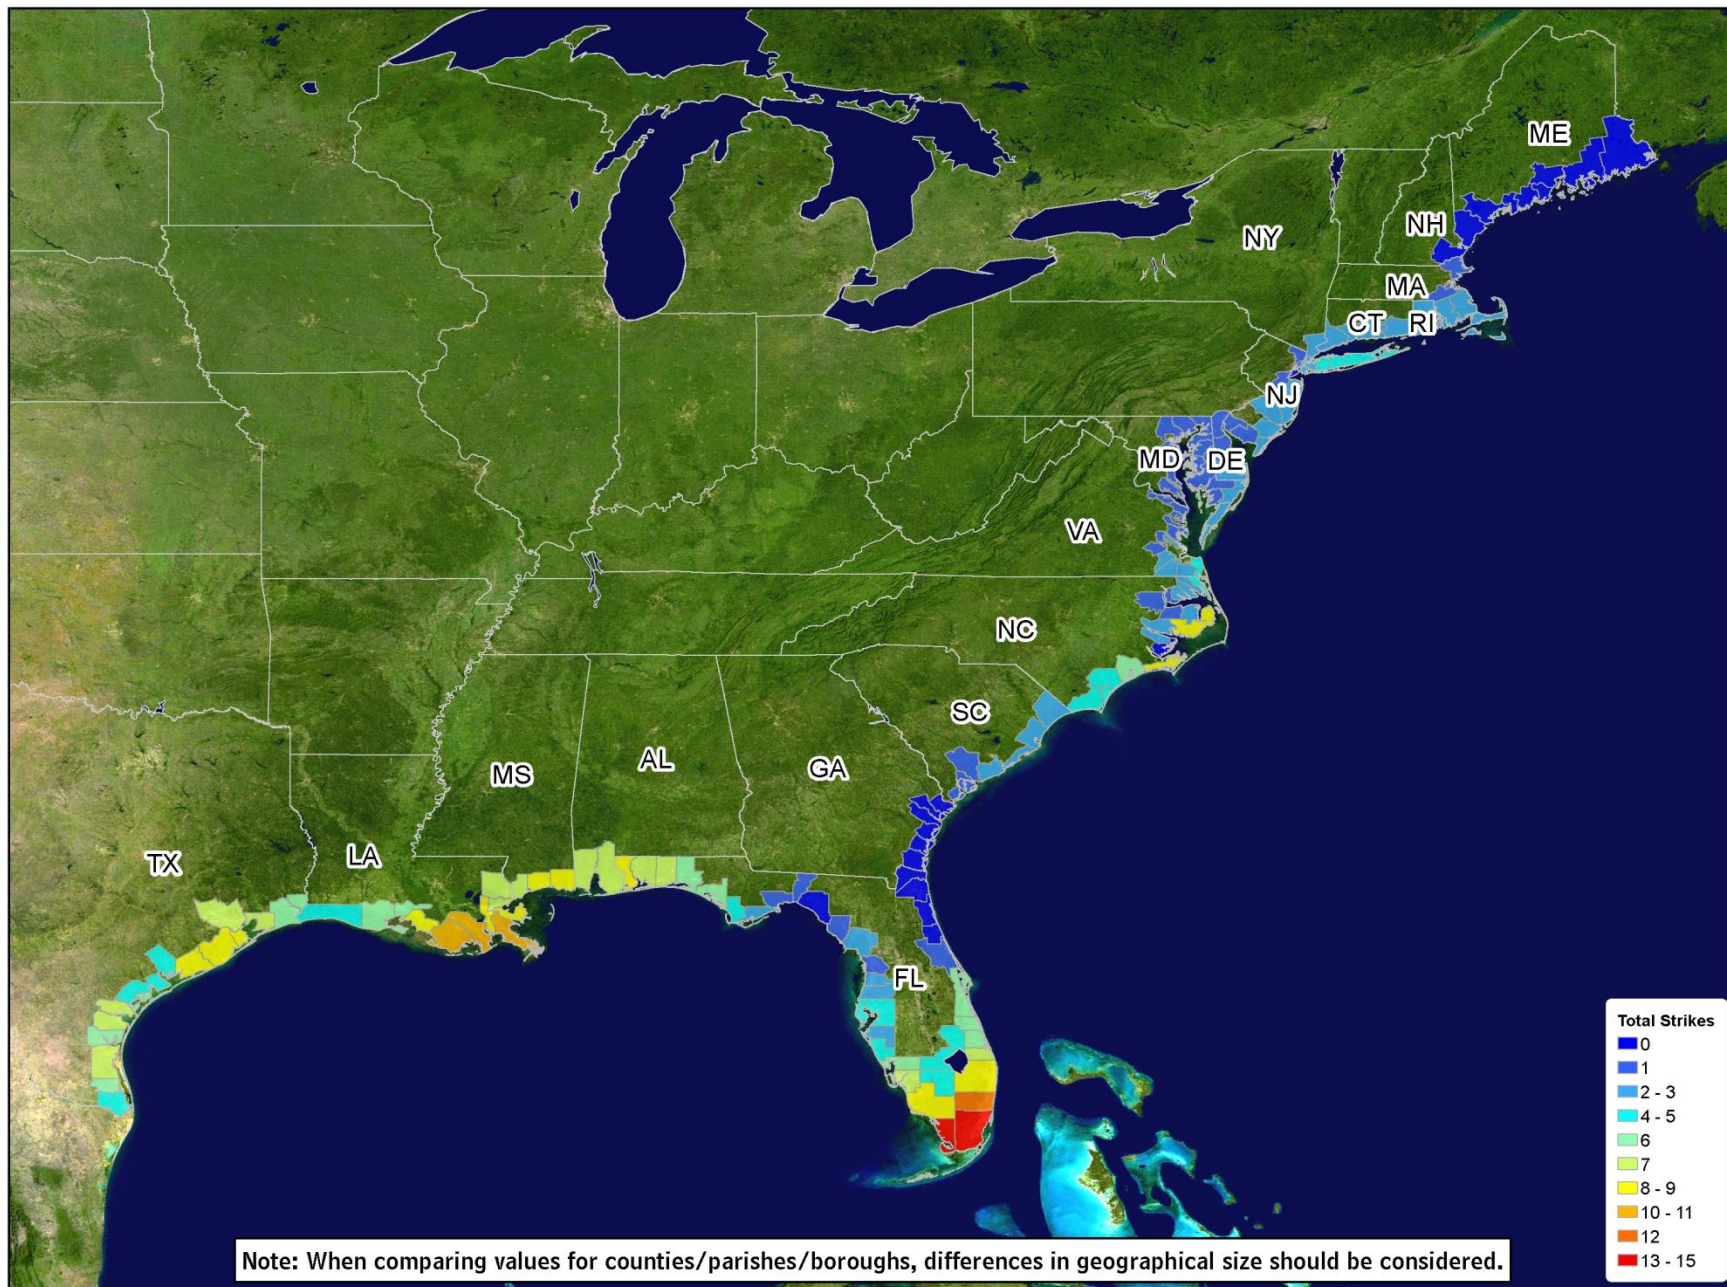 ME
NH
NY
MA
CT
RI
NJ
MD
DE
VA
NC
SC
MS
AL
GA
TX
LA
FL
Total Strikes
0
1
2 - 3
4 - 5
6
7
8 - 9
10 - 11
12
13 - 15
Note: When comparing values for counties/parishes/boroughs, differences in geographical size should be considered.